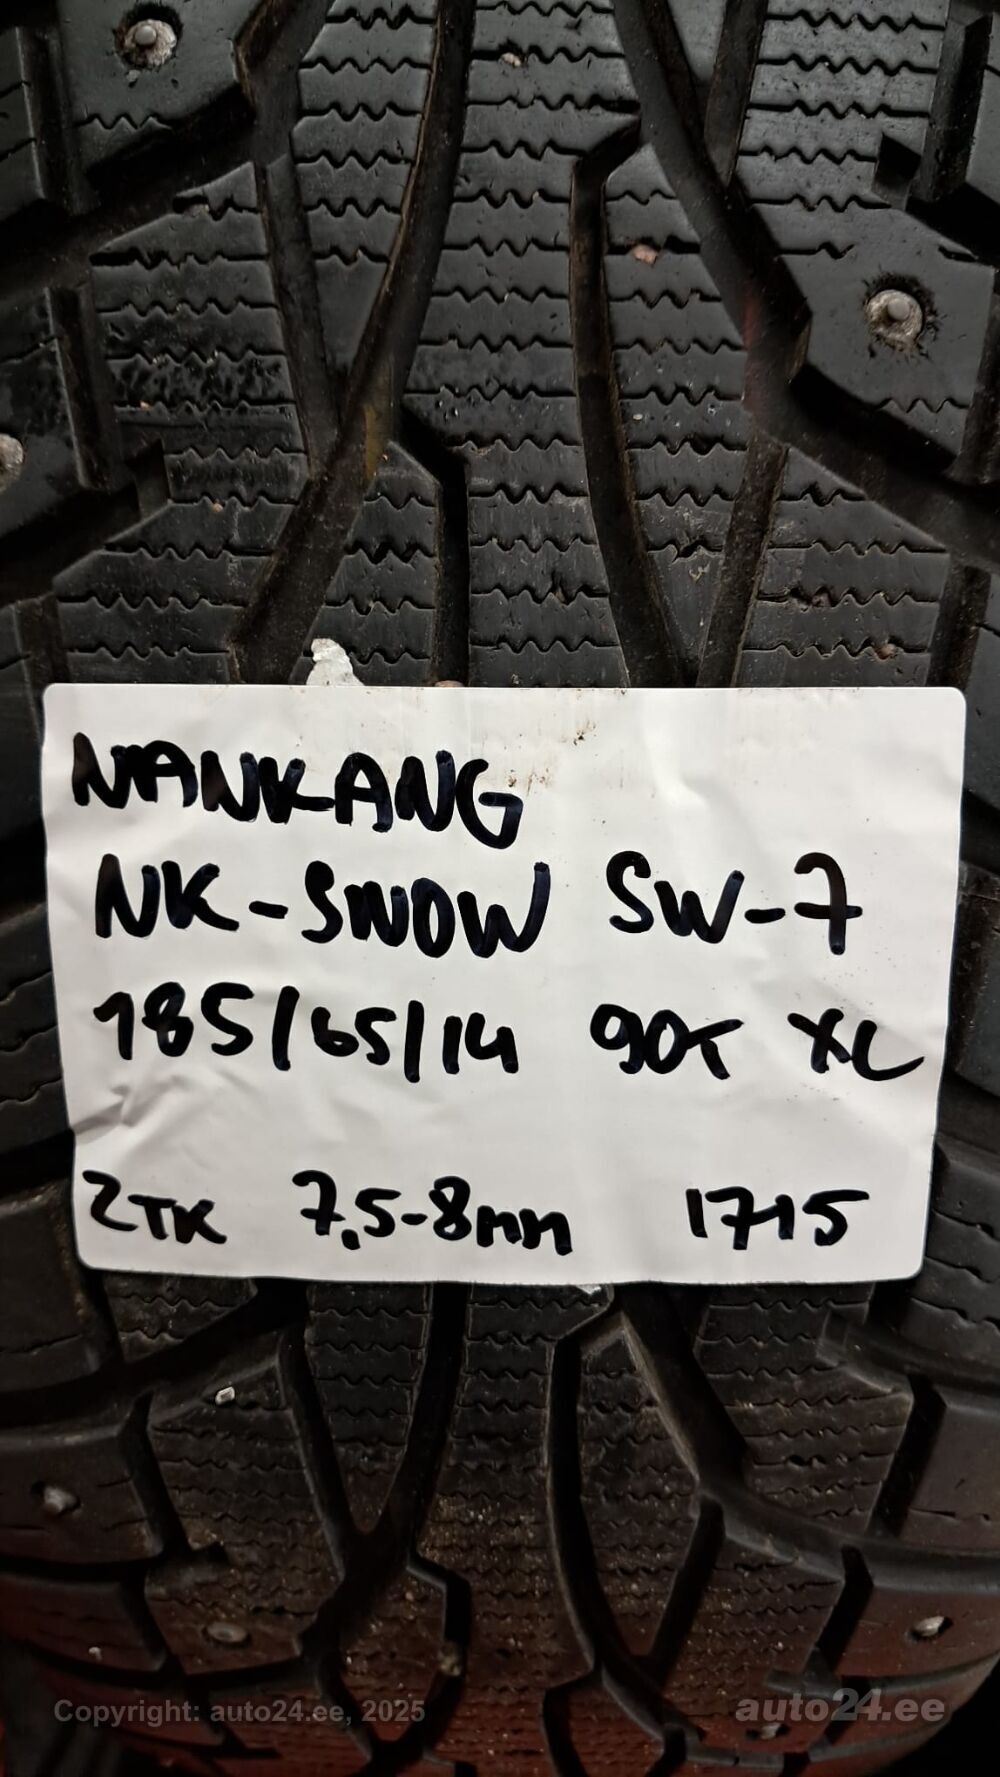 NANKANG
NK-SNOW SW-7
185/65/14 90T XL
2TK 7,5-8mm 1715
Copyright: auto24.ee, 2025 auto24.ee